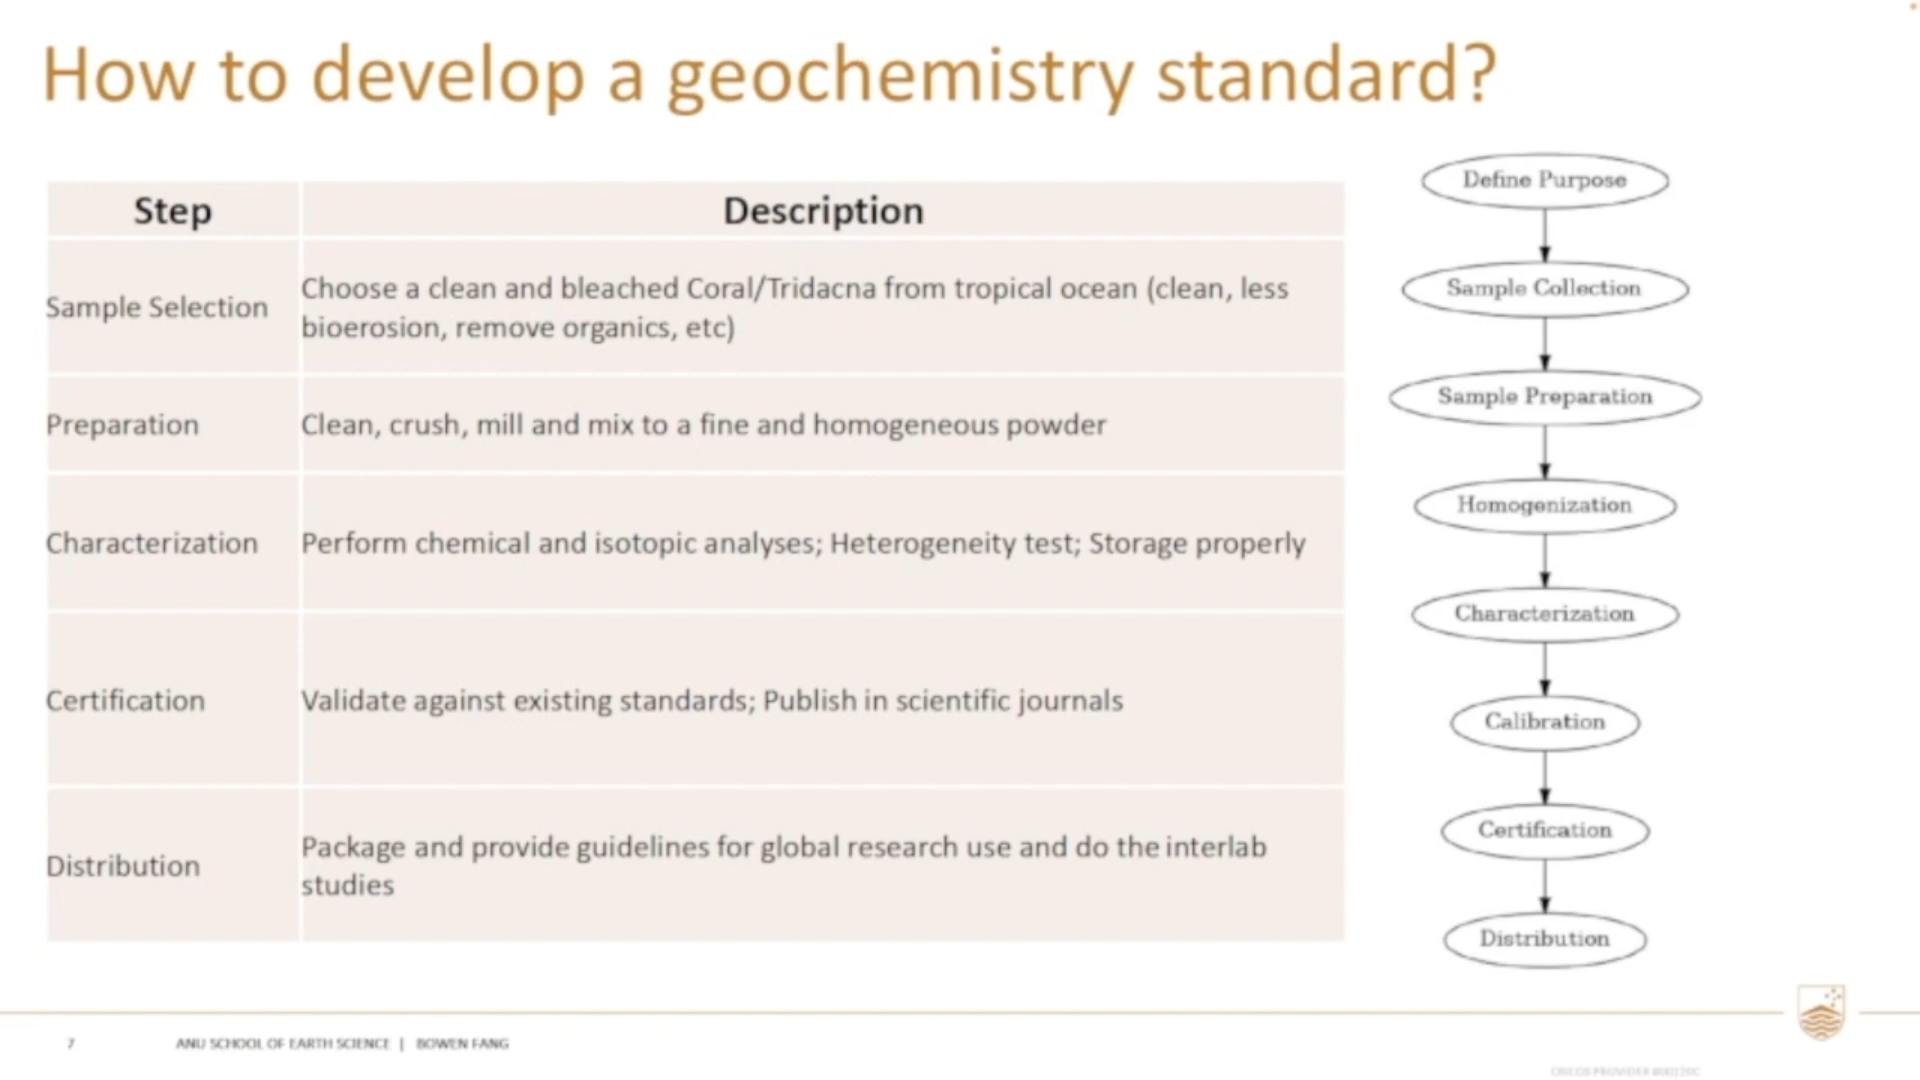 How to develop a geochemistry standard?
Step
Description
Sample Selection
Choose a clean and bleached Coral/Tridacna from tropical ocean (clean, less
bioerosion, remove organics, etc)
Preparation
Clean, crush, mill and mix to a fine and homogeneous powder
Characterization
Perform chemical and isotopic analyses; Heterogeneity test; Storage properly
Certification
Validate against existing standards; Publish in scientific journals
Distribution
Package and provide guidelines for global research use and do the interlab
studies
Define Purpose
Sample Collection
Sample Preparation
Homogenization
Characterization
Calibration
Certification
Distribution
7
ANU SCHOOL OF EARTH SCIENCE | BOWEN FANG
CRICOS PROVIDER #00120C